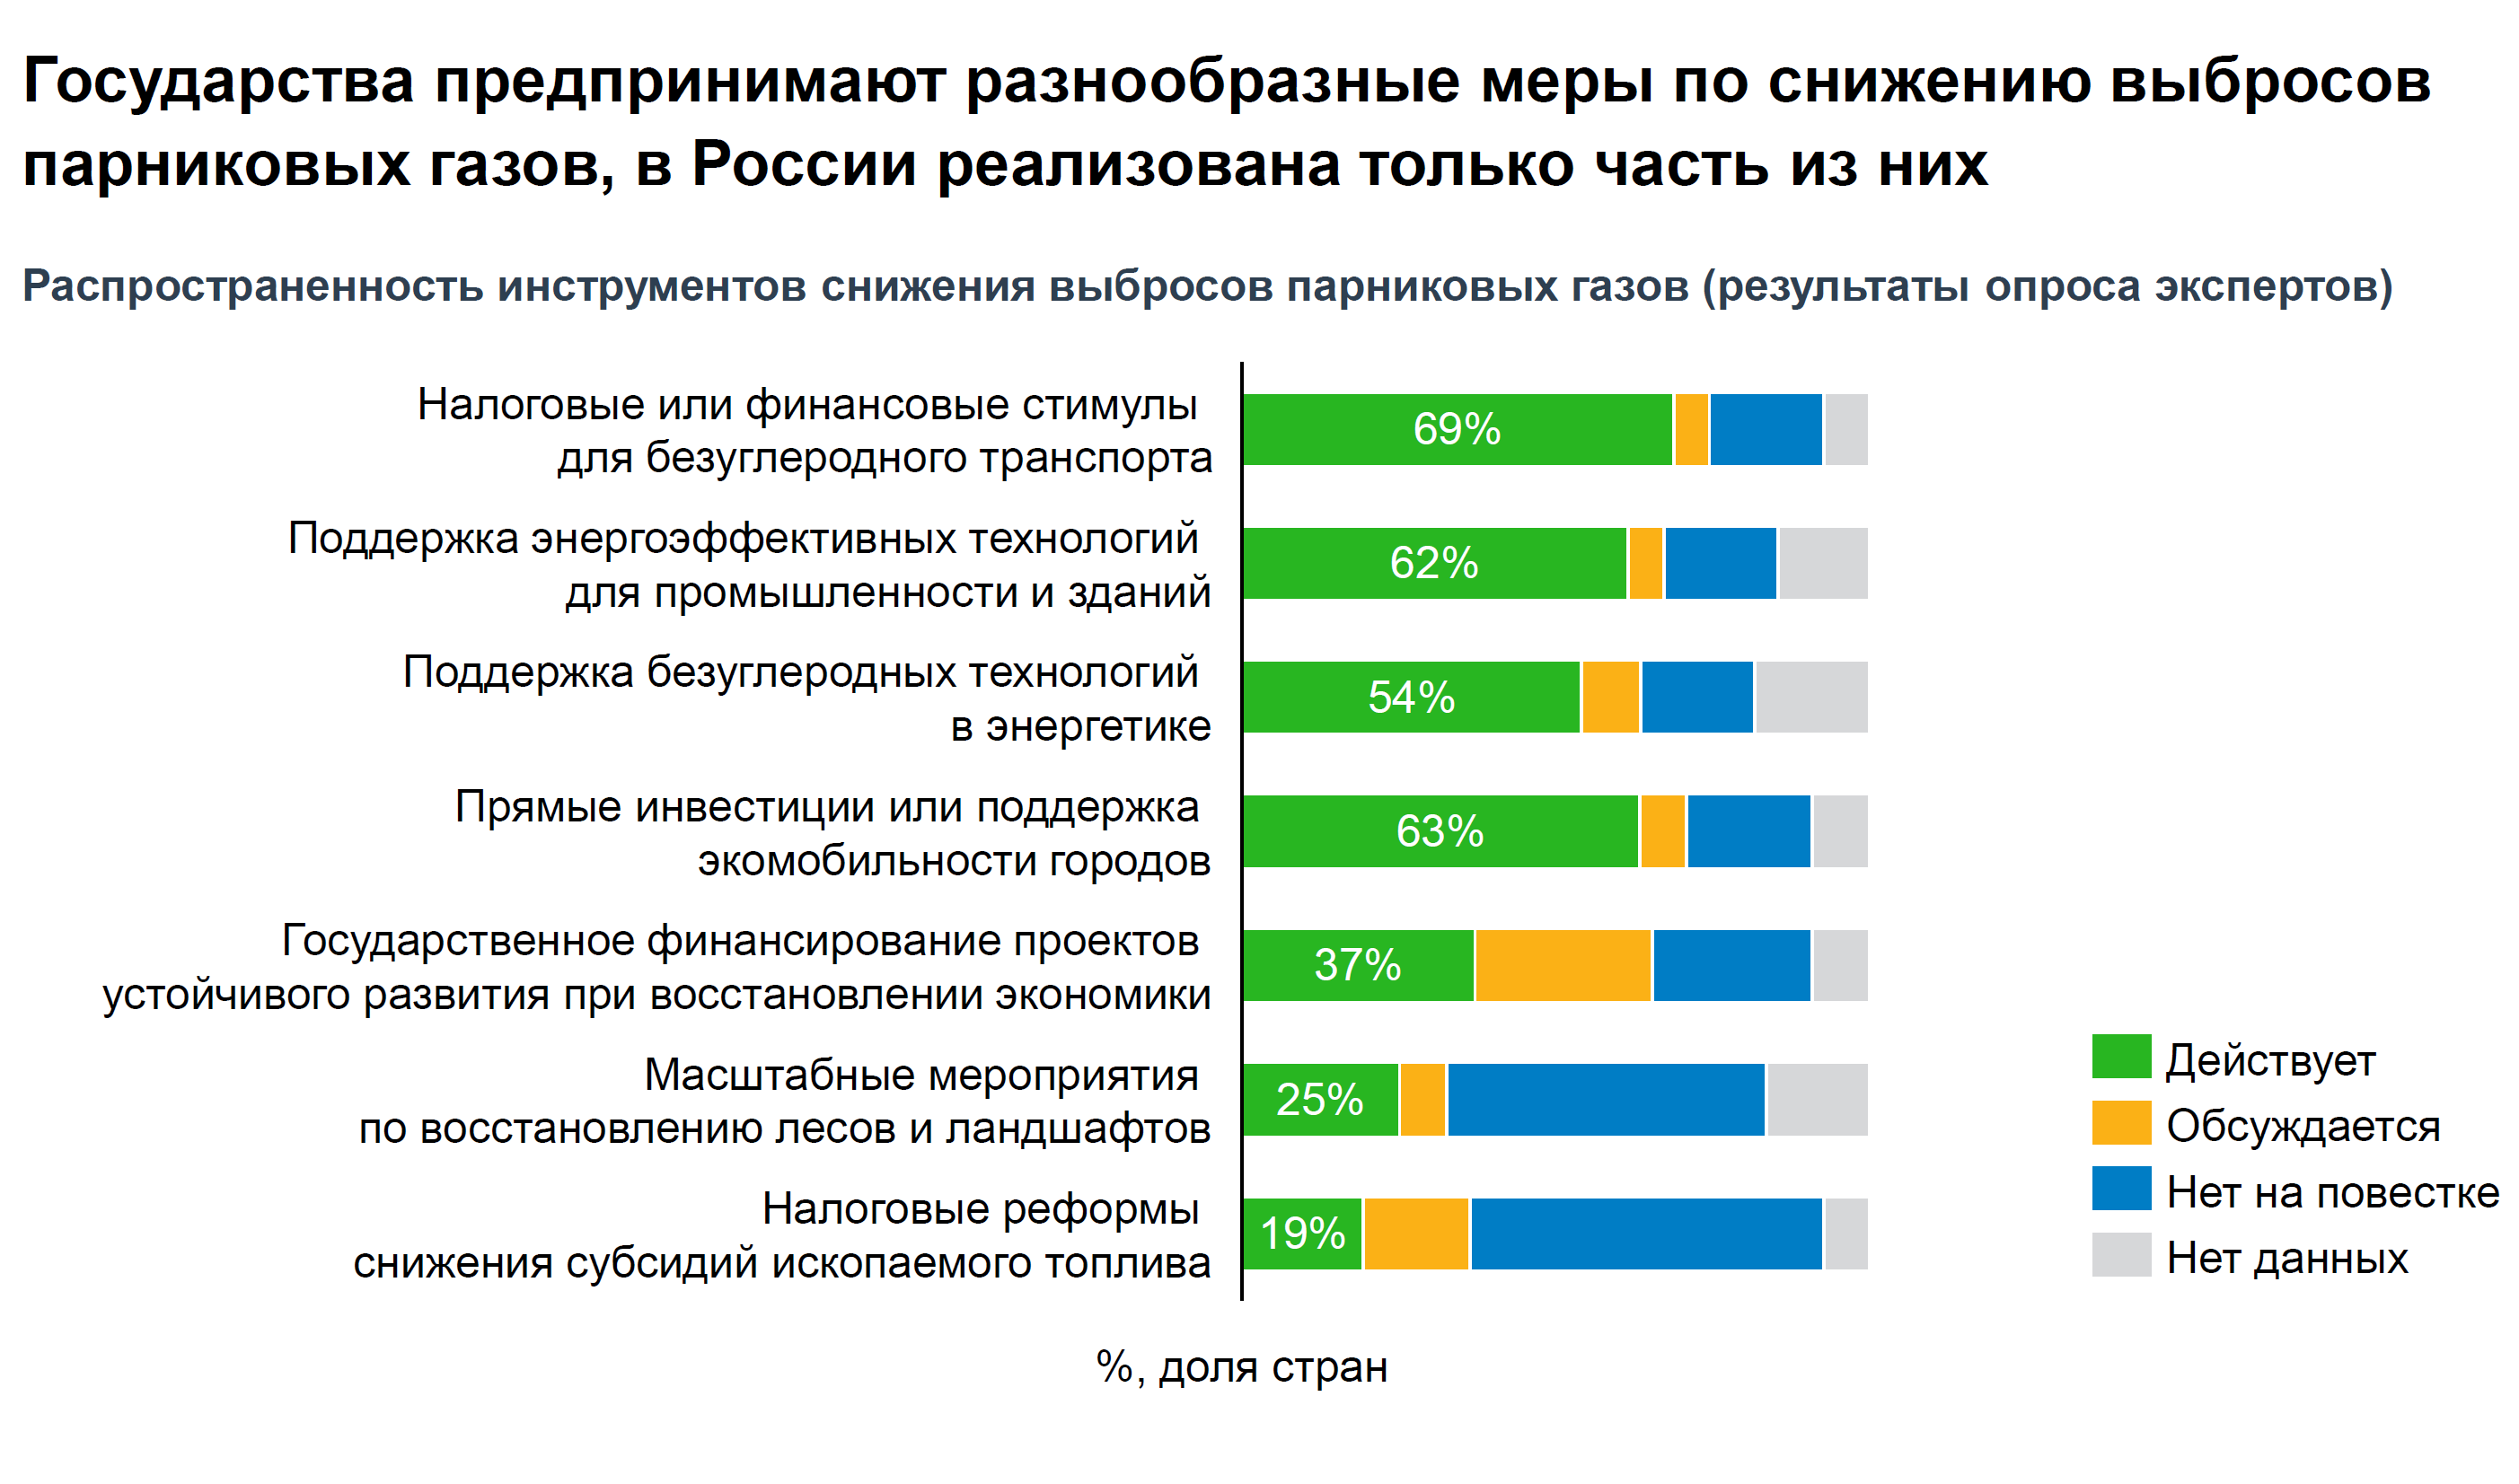 Государства предпринимают разнообразные меры по снижению выбросов
парниковых газов, в России реализована только часть из них
Распространенность инструментов снижения выбросов парниковых газов (результаты опроса экспертов)
Налоговые или финансовые стимулы
для безуглеродного транспорта
69%
Поддержка энергоэффективных технологий
для промышленности и зданий
62%
Поддержка безуглеродных технологий
в энергетике
54%
Прямые инвестиции или поддержка
экомобильности городов
63%
Государственное финансирование проектов
устойчивого развития при восстановлении экономики
37%
Масштабные мероприятия
по восстановлению лесов и ландшафтов
25%
Налоговые реформы
снижения субсидий ископаемого топлива
19%
Действует
Обсуждается
Нет на повестке
Нет данных
%, доля стран